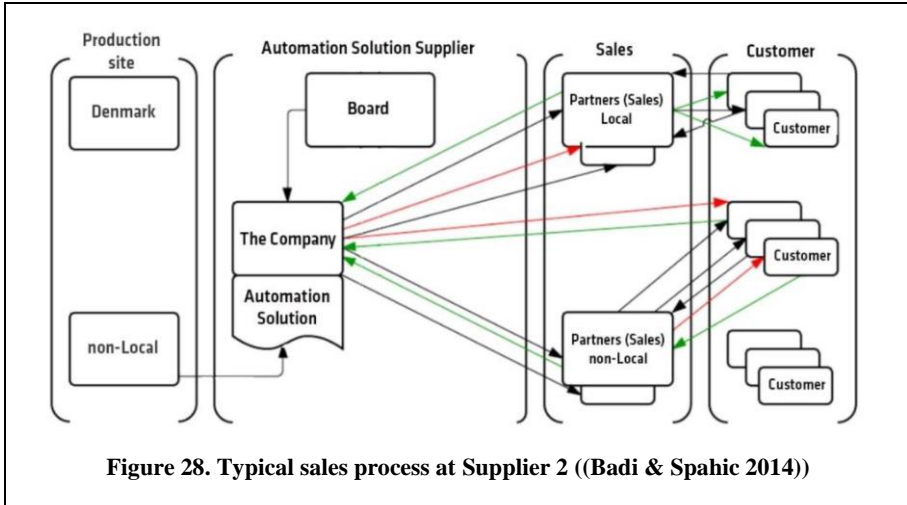 Production
site
Automation Solution Supplier
Sales
Customer
Denmark
Board
Partners (Sales)
Local
Customer
The Company
Automation
Solution
Customer
non-Local
Partners (Sales)
non-Local
Customer
Figure 28. Typical sales process at Supplier 2 ((Badi & Spahic 2014))